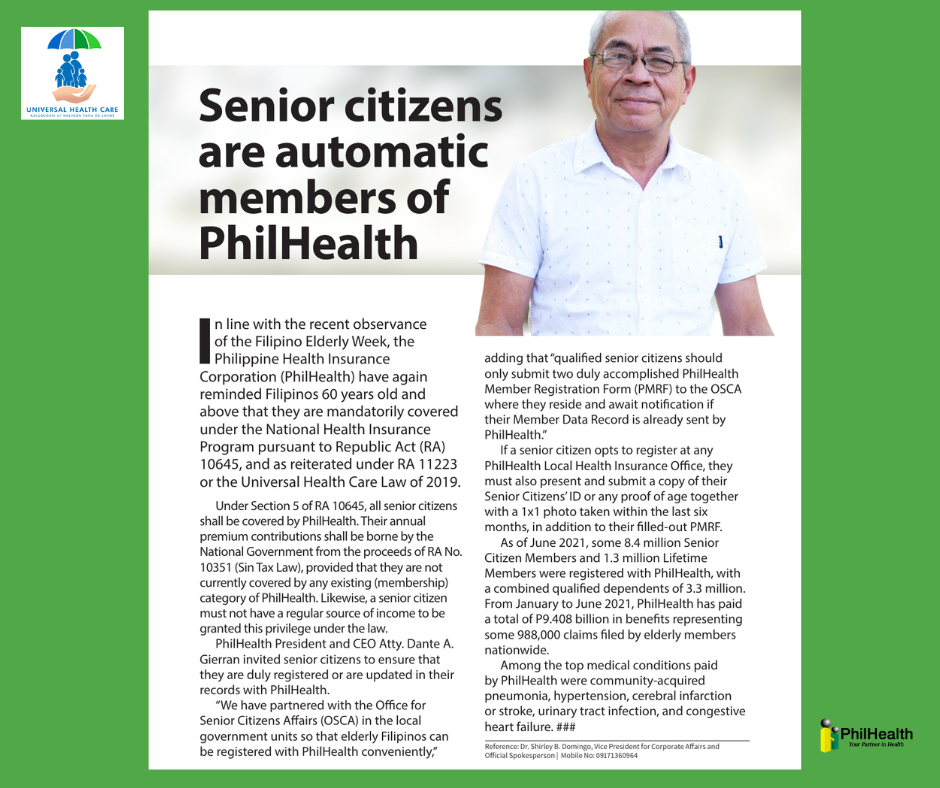 UNIVERSAL HEALTH CARE
KALUSUGAN AT KALINGA PARA SA LAHAT
Senior citizens
are automatic
members of
PhilHealth
In line with the recent observance
of the Filipino Elderly Week, the
Philippine Health Insurance
Corporation (PhilHealth) have again
reminded Filipinos 60 years old and
above that they are mandatorily covered
under the National Health Insurance
Program pursuant to Republic Act (RA)
10645, and as reiterated under RA 11223
or the Universal Health Care Law of 2019.
Under Section 5 of RA 10645, all senior citizens
shall be covered by PhilHealth. Their annual
premium contributions shall be borne by the
National Government from the proceeds of RA No.
10351 (Sin Tax Law), provided that they are not
currently covered by any existing (membership)
category of PhilHealth. Likewise, a senior citizen
must not have a regular source of income to be
granted this privilege under the law.
PhilHealth President and CEO Atty. Dante A.
Gierran invited senior citizens to ensure that
they are duly registered or are updated in their
records with PhilHealth.
“We have partnered with the Office for
Senior Citizens Affairs (OSCA) in the local
government units so that elderly Filipinos can
be registered with PhilHealth conveniently,”
adding that “qualified senior citizens should
only submit two duly accomplished PhilHealth
Member Registration Form (PMRF) to the OSCA
where they reside and await notification if
their Member Data Record is already sent by
PhilHealth.”
If a senior citizen opts to register at any
PhilHealth Local Health Insurance Office, they
must also present and submit a copy of their
Senior Citizens’ ID or any proof of age together
with a 1x1 photo taken within the last six
months, in addition to their filled-out PMRF.
As of June 2021, some 8.4 million Senior
Citizen Members and 1.3 million Lifetime
Members were registered with PhilHealth, with
a combined qualified dependents of 3.3 million.
From January to June 2021, PhilHealth has paid
a total of P9.408 billion in benefits representing
some 988,000 claims filed by elderly members
nationwide.
Among the top medical conditions paid
by PhilHealth were community-acquired
pneumonia, hypertension, cerebral infarction
or stroke, urinary tract infection, and congestive
heart failure. ###
Reference: Dr. Shirley B. Domingo, Vice President for Corporate Affairs and
Official Spokesperson | Mobile No: 09171360964
PhilHealth
Your Partner in Health